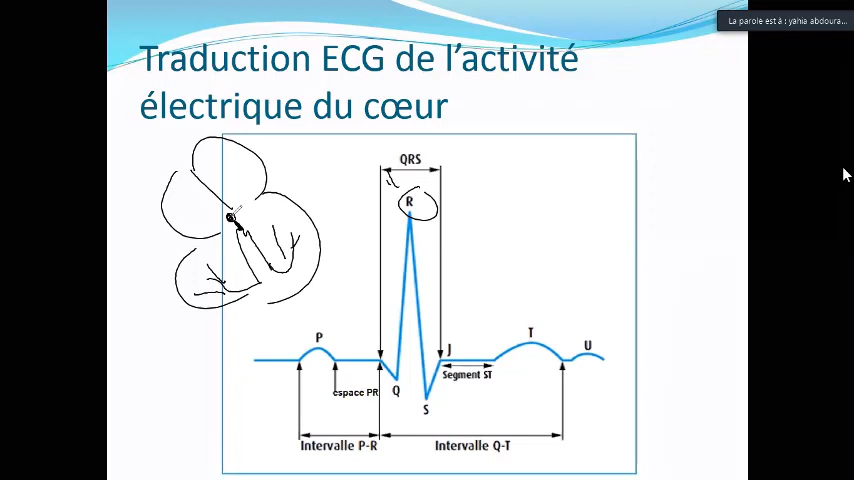 La parole est à : yahia abdoura...
Traduction ECG de l’activité
électrique du cœur
QRS
R
P
J
T
U
Segment ST
espace PR
Q
S
Intervalle P-R
Intervalle Q-T